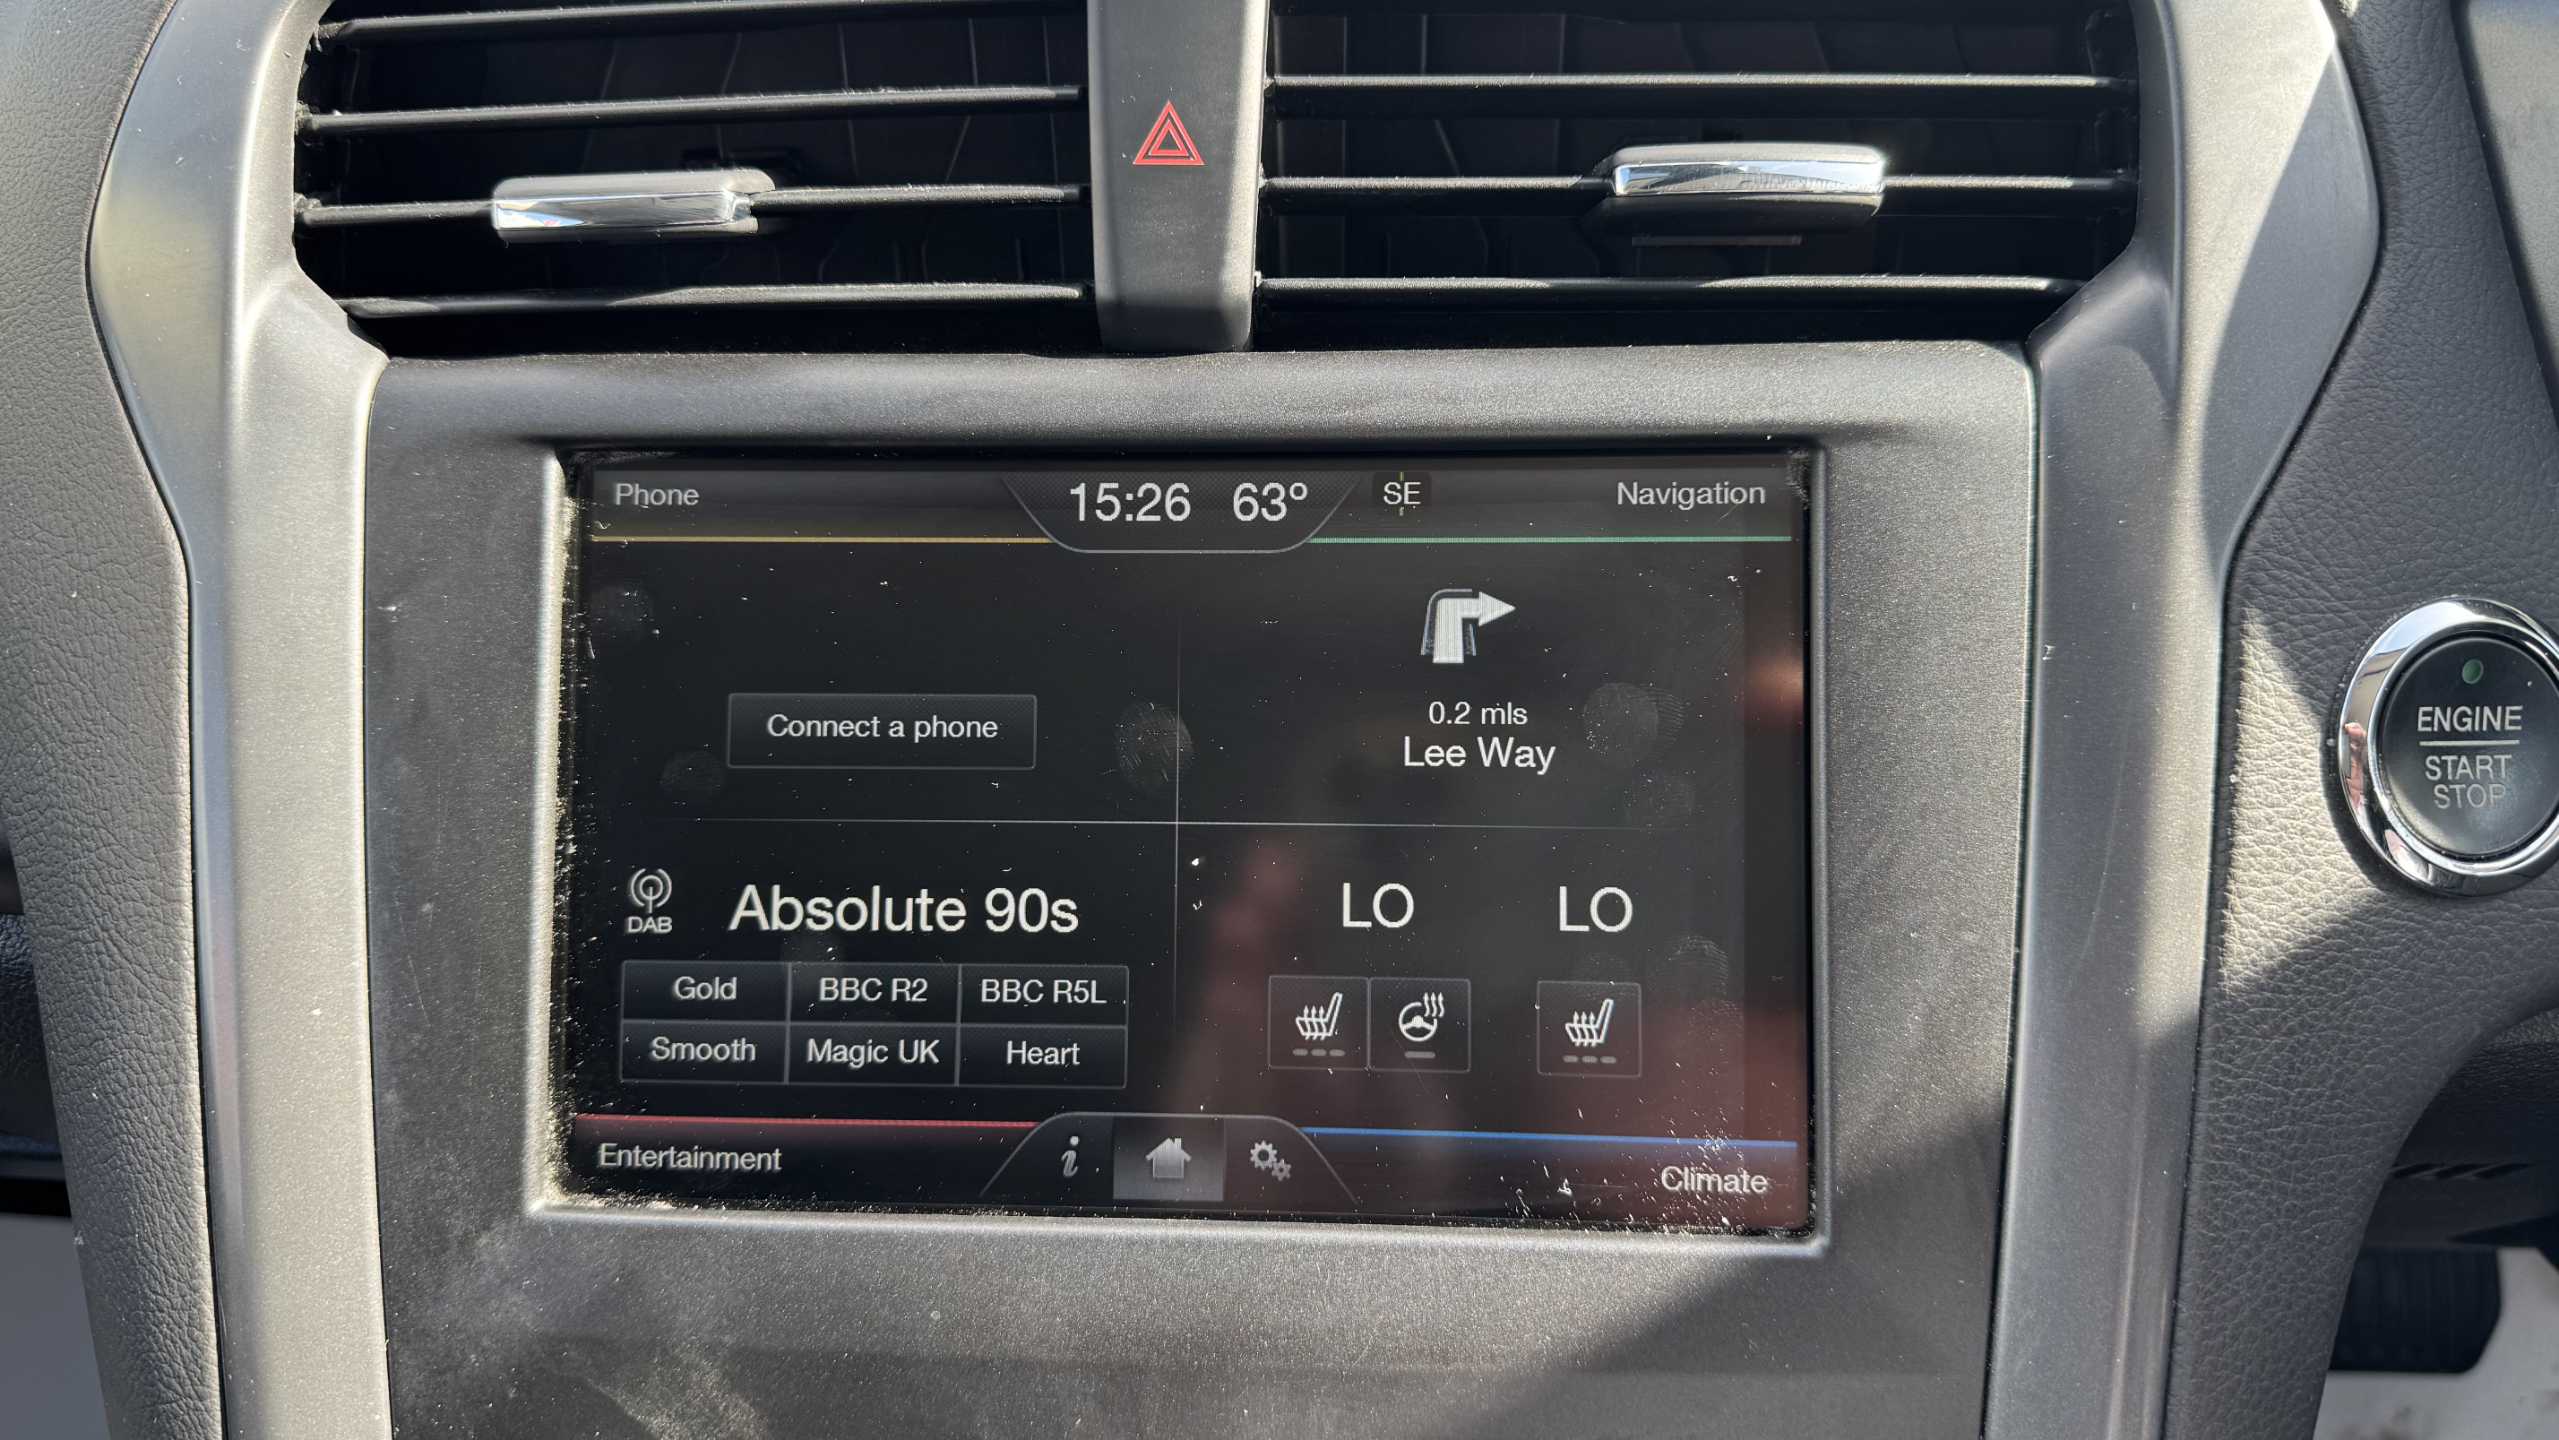 Phone 15:26 63° SE Navigation
Connect a phone
0.2 mls
Lee Way
DAB Absolute 90s
LO LO
Gold BBC R2 BBC R5L
Smooth Magic UK Heart
Entertainment i Climate
ENGINE
START
STOP